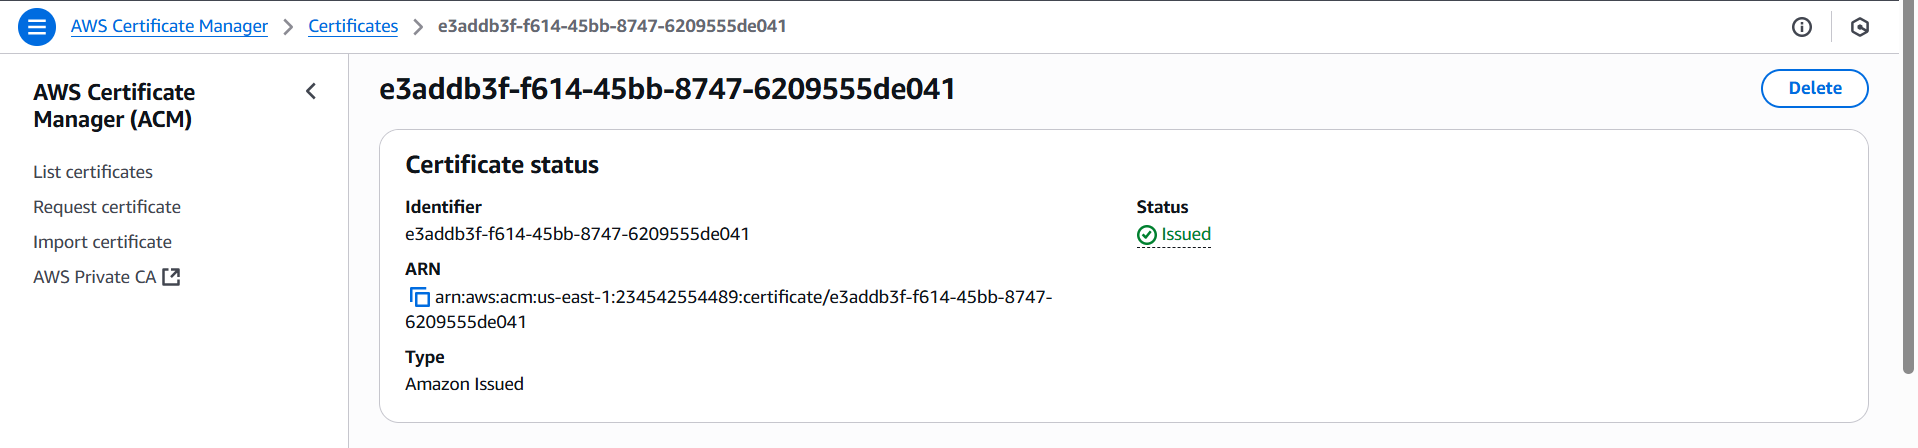 AWS Certificate Manager > Certificates > e3addb3f-f614-45bb-8747-6209555de041
AWS Certificate
Manager (ACM)
List certificates
Request certificate
Import certificate
AWS Private CA
e3addb3f-f614-45bb-8747-6209555de041
Delete
Certificate status
Identifier
e3addb3f-f614-45bb-8747-6209555de041
ARN
arn:aws:acm:us-east-1:234542554489:certificate/e3addb3f-f614-45bb-8747-
6209555de041
Type
Amazon Issued
Status
Issued